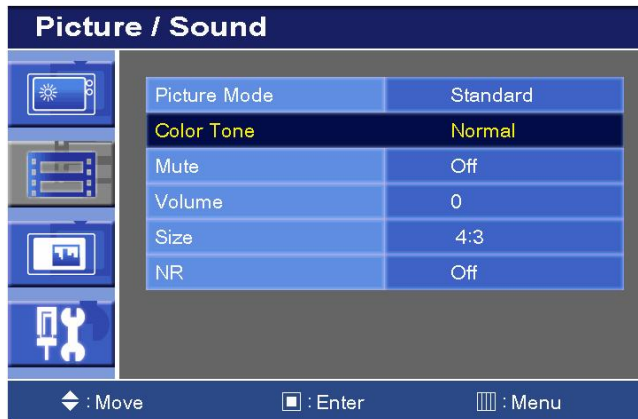 Picture / Sound
Picture Mode Standard
Color Tone Normal
Mute Off
Volume 0
Size 4:3
NR Off
: Move : Enter : Menu